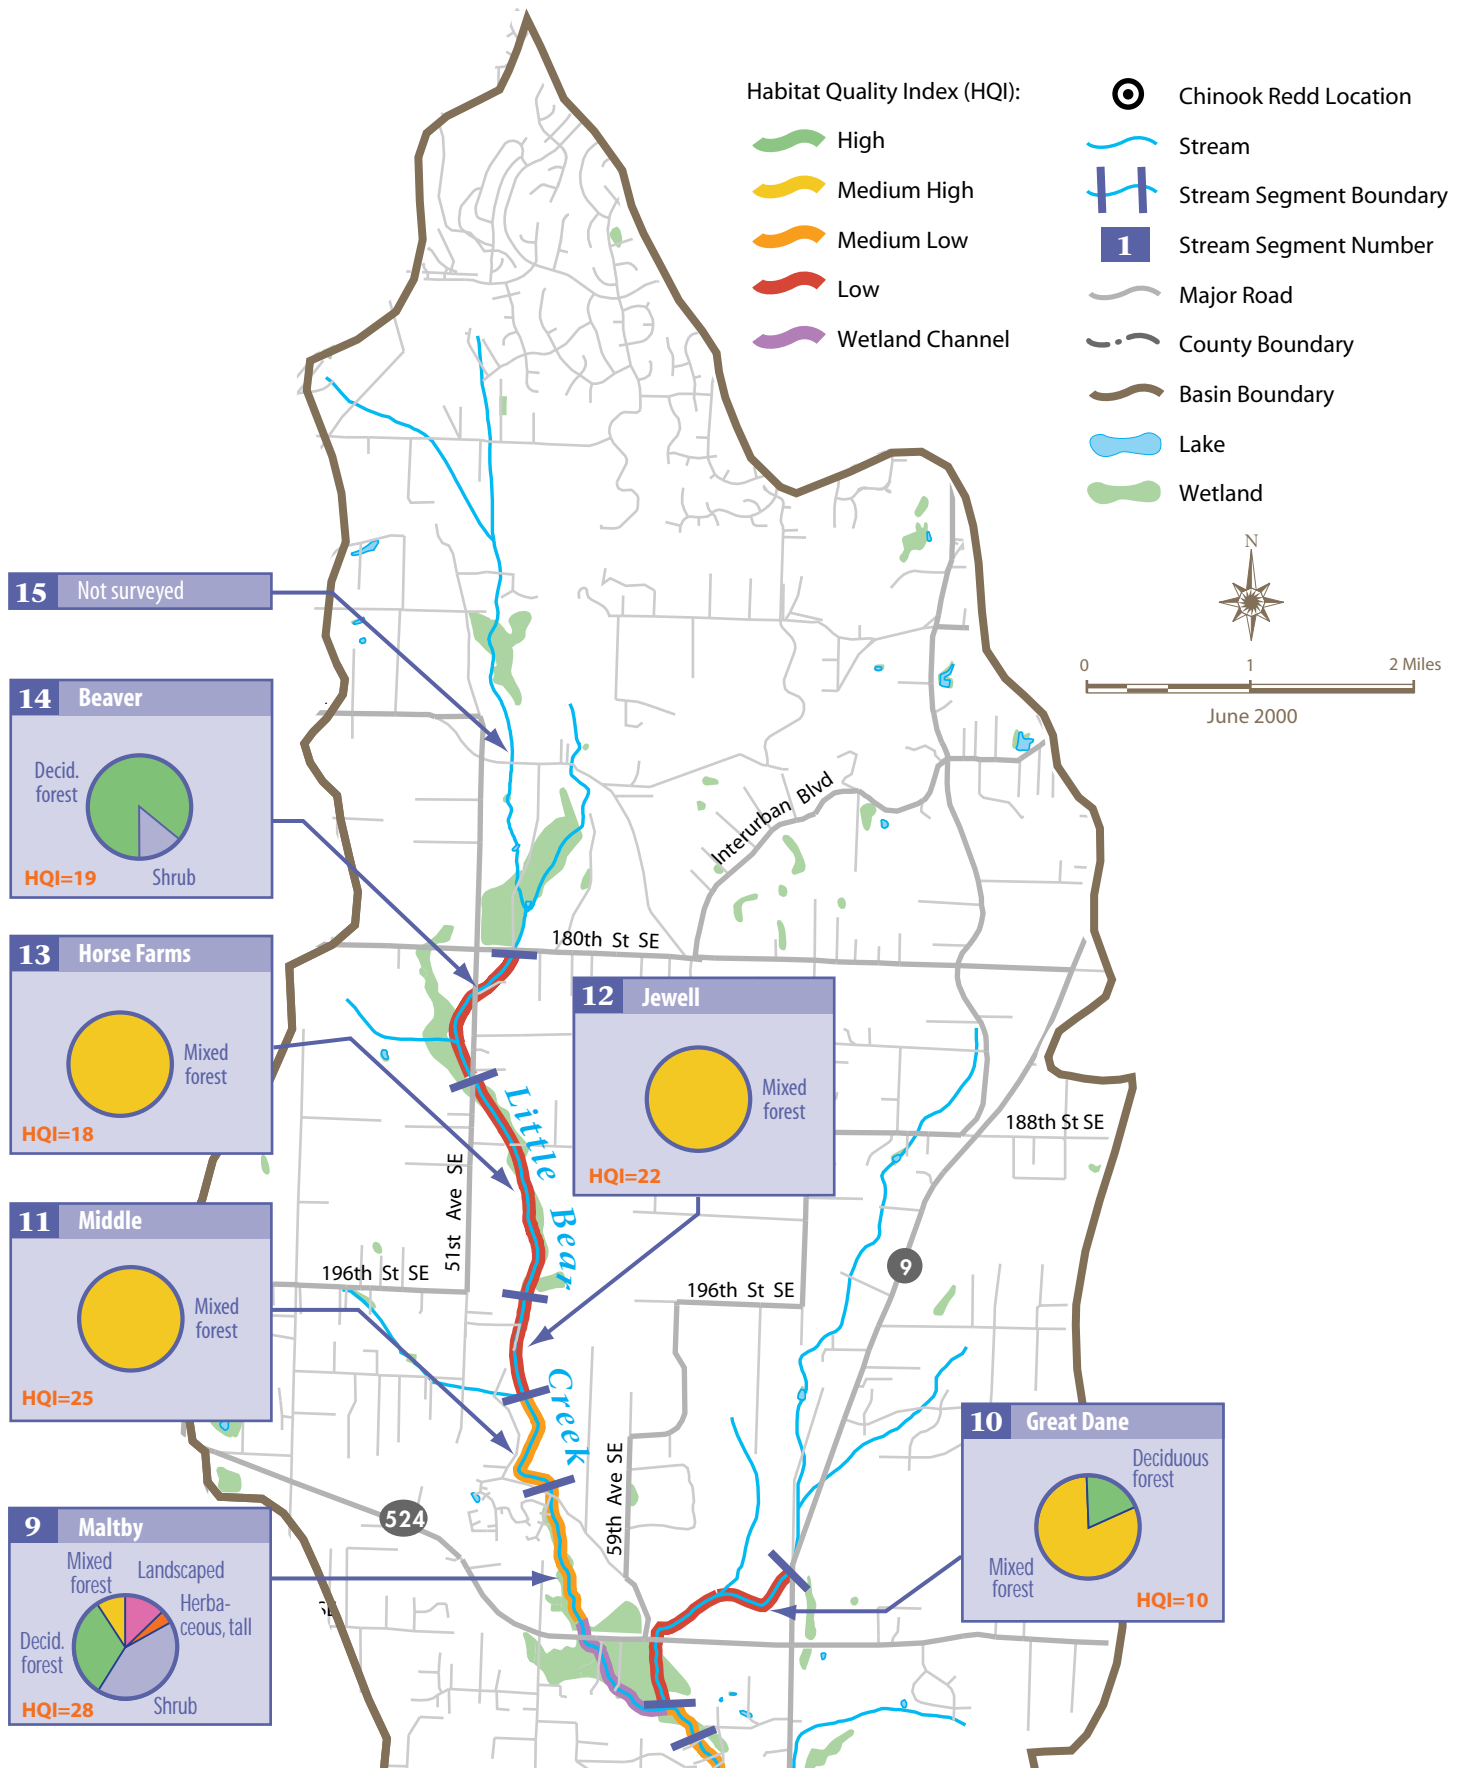 Habitat Quality Index (HQI):
High
Medium High
Medium Low
Low
Wetland Channel
Chinook Redd Location
Stream
Stream Segment Boundary
1
Stream Segment Number
Major Road
County Boundary
Basin Boundary
Lake
Wetland
N
0 1 2 Miles
June 2000
15 Not surveyed
14 Beaver
Decid.
forest
Shrub
HQI=19
13 Horse Farms
Mixed
forest
HQI=18
12 Jewell
Mixed
forest
HQI=22
11 Middle
Mixed
forest
HQI=25
10 Great Dane
Deciduous
forest
Mixed
forest
HQI=10
9 Maltby
Mixed
forest
Landscaped
Herba-
ceous, tall
Decid.
forest
Shrub
HQI=28
Interurban Blvd
180th St SE
188th St SE
51st Ave SE
196th St SE
196th St SE
59th Ave SE
Little Bear Creek
9
524
SE